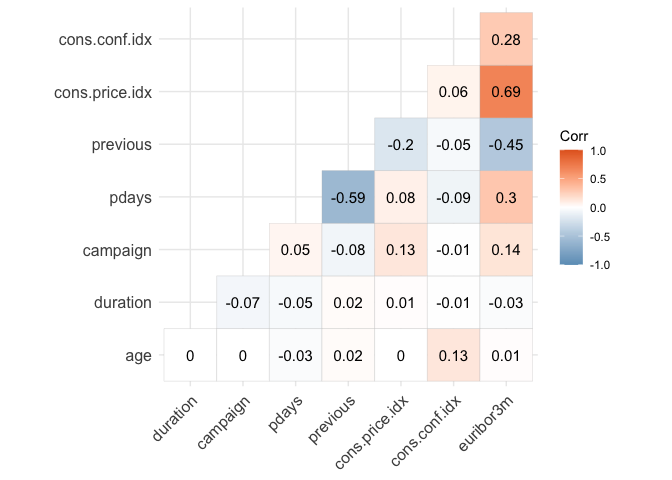 cons.conf.idx 0.28
cons.price.idx 0.06 0.69
previous -0.2 -0.05 -0.45
pdays -0.59 0.08 -0.09 0.3
campaign 0.05 -0.08 0.13 -0.01 0.14
duration -0.07 -0.05 0.02 0.01 -0.01 -0.03
age 0 0 -0.03 0.02 0 0.13 0.01
duration campaign pdays previous cons.price.idx cons.conf.idx euribor3m
Corr
1.0
0.5
0.0
-0.5
-1.0